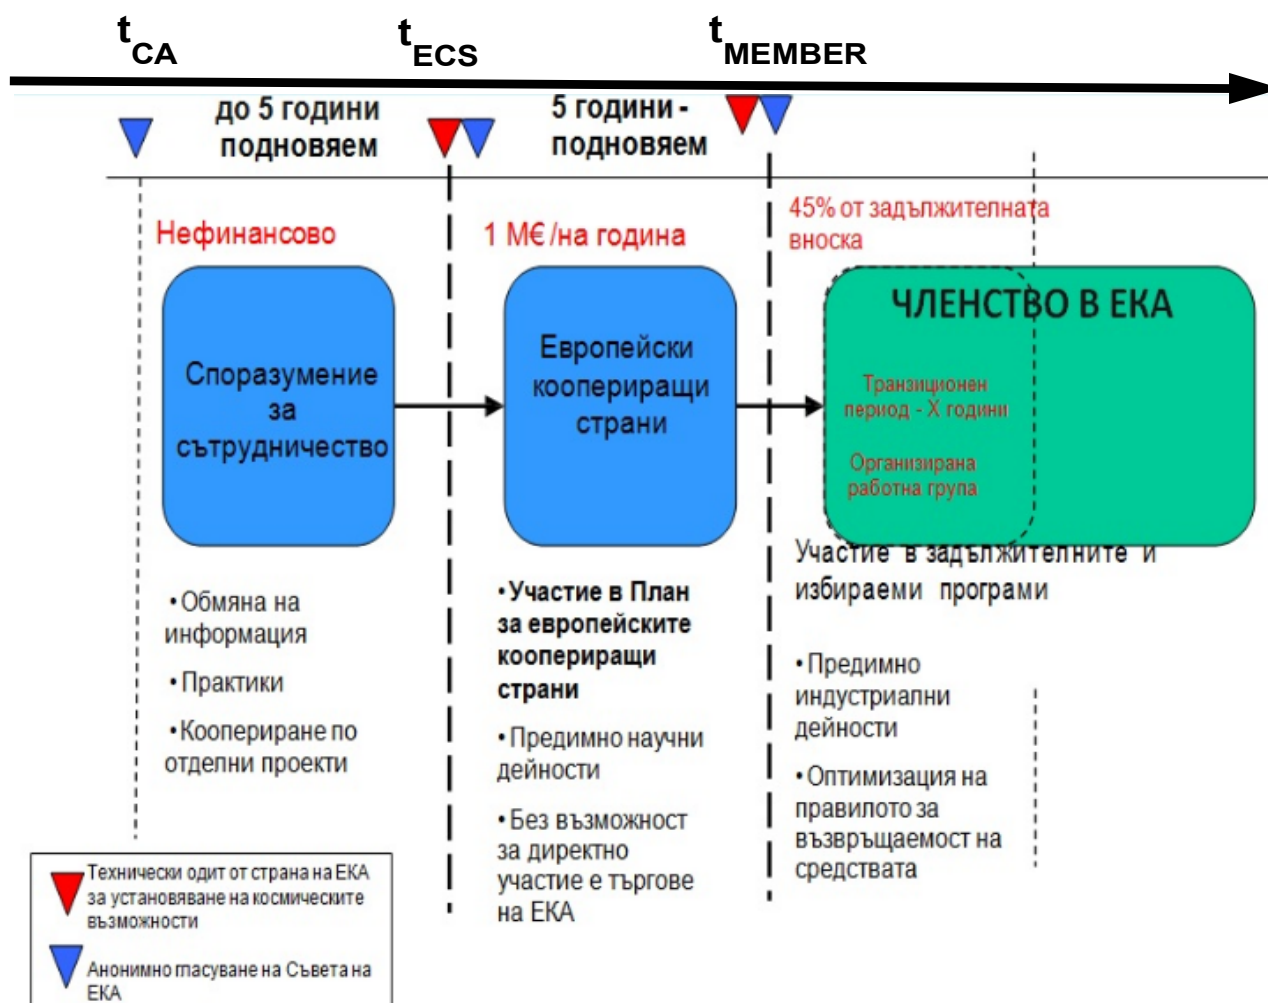 t CA
t ECS
t MEMBER
до 5 години
подновяем
5 години -
подновяем
Нефинансово
1 М€ /на година
45% от задължителната
вноска
Споразумение
за
сътрудничество
Европейски
коопериращи
страни
ЧЛЕНСТВО В ЕКА
Транзиционен
период - X години
Организирана
работна група
• Обмяна на
информация
• Практики
• Коопериране по
отделни проекти
• Участие в План
за европейските
коопериращи
страни
• Предимно научни
дейности
• Без възможност
за директно
участие е търгове
на ЕКА
Участие в задължителните и
избираеми програми
• Предимно
индустриални
дейности
• Оптимизация на
правилото за
възвръщаемост на
средствата
Технически одит от страна на ЕКА
за установяване на космическите
възможности
Анонимно гласуване на Съвета на
ЕКА